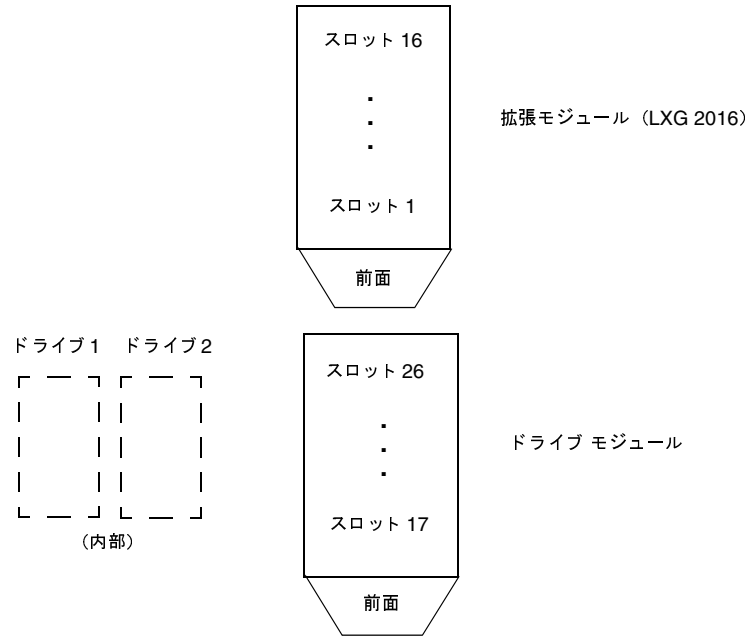 スロット 16
拡張モジュール（LXG 2016）
スロット 1
前面
ドライブ 1
ドライブ 2
スロット 26
ドライブ モジュール
スロット 17
（内部）
前面